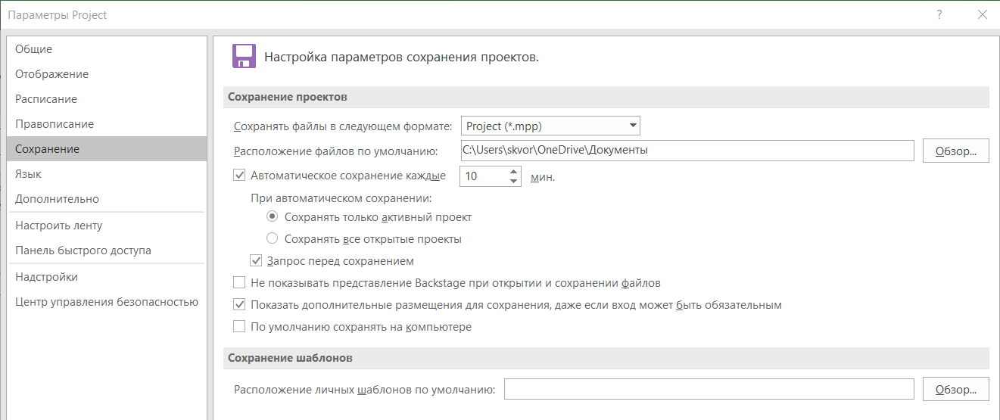 Параметры Project
?
Общие
Отображение
Расписание
Правописание
Сохранение
Язык
Дополнительно
Настроить ленту
Панель быстрого доступа
Надстройки
Центр управления безопасностью
Настройка параметров сохранения проектов.
Сохранение проектов
Сохранять файлы в следующем формате: Project (*.mpp)
Расположение файлов по умолчанию: C:\Users\skvor\OneDrive\Документы Обзор...
Автоматическое сохранение каждые 10 мин.
При автоматическом сохранении:
Сохранять только активный проект
Сохранять все открытые проекты
Запрос перед сохранением
Не показывать представление Backstage при открытии и сохранении файлов
Показать дополнительные размещения для сохранения, даже если вход может быть обязательным
По умолчанию сохранять на компьютере
Сохранение шаблонов
Расположение личных шаблонов по умолчанию: Обзор...